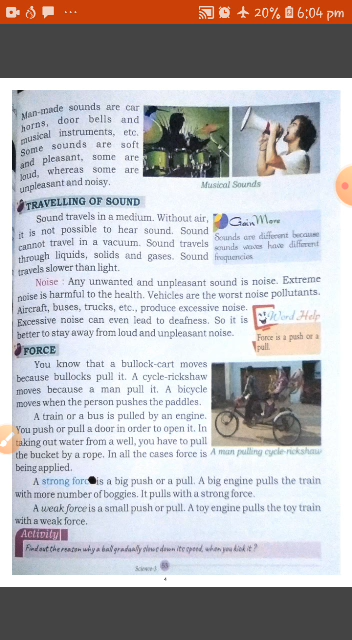 20% 6:04 pm
Man-made sounds are car
horns, door bells and
musical instruments, etc.
Some sounds are soft
and pleasant, some are
loud, whereas some are
unpleasant and noisy.
Musical Sounds
TRAVELLING OF SOUND
Sound travels in a medium. Without air,
it is not possible to hear sound. Sound
cannot travel in a vacuum. Sound travels
through liquids, solids and gases. Sound
travels slower than light.
Gain More
Sounds are different because
sounds waves have different
frequencies.
Noise : Any unwanted and unpleasant sound is noise. Extreme
noise is harmful to the health. Vehicles are the worst noise pollutants.
Aircraft, buses, trucks, etc., produce excessive noise.
Excessive noise can even lead to deafness. So it is
better to stay away from loud and unpleasant noise.
Word Help
Force is a push or a
pull.
FORCE
You know that a bullock-cart moves
because bullocks pull it. A cycle-rickshaw
moves because a man pull it. A bicycle
moves when the person pushes the paddles.
A train or a bus is pulled by an engine.
You push or pull a door in order to open it. In
taking out water from a well, you have to pull
the bucket by a rope. In all the cases force is
being applied.
A man pulling cycle-rickshaw
A strong forc is a big push or a pull. A big engine pulls the train
with more number of boggies. It pulls with a strong force.
A weak force is a small push or pull. A toy engine pulls the toy train
with a weak force.
Activity
Find out the reason why a ball gradually slows down its speed, when you kick it ?